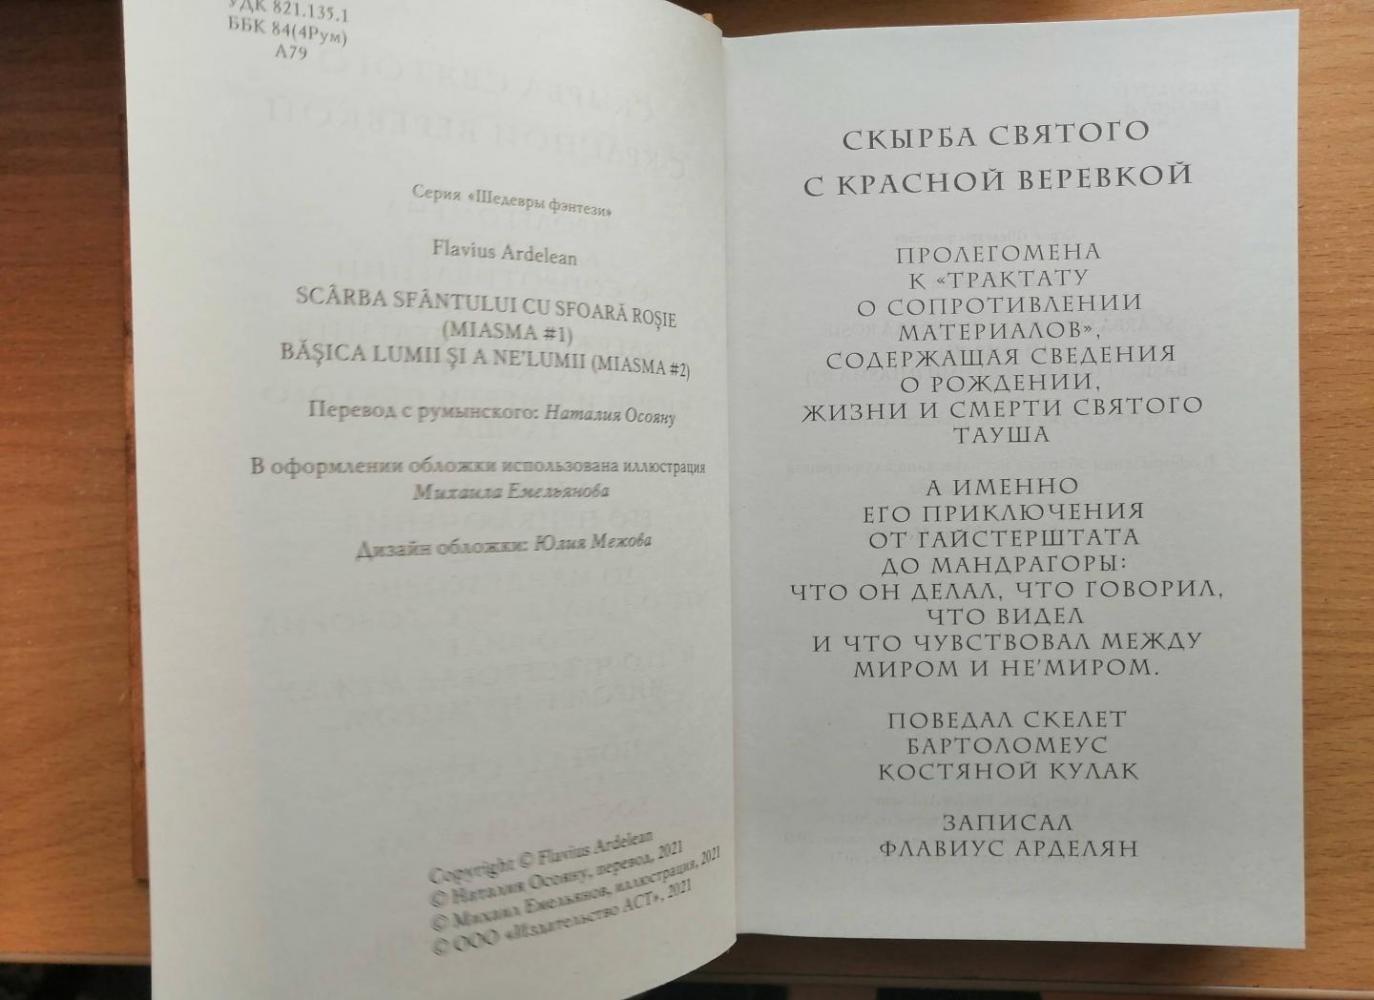 УДК 821.135.1
ББК 84(4Рум)
А79
Серия «Шедевры фэнтези»
Flavius Ardelean
SCÂRBA SFÂNTULUI CU SFOARĂ ROŞIE
(MIASMA #1)
BĂŞICA LUMII ŞI A NE'LUMII (MIASMA #2)
Перевод с румынского: Наталия Осояну
В оформлении обложки использована иллюстрация
Михаила Емельянова
Дизайн обложки: Юлия Межова
Copyright © Flavius Ardelean
© Наталия Осояну, перевод, 2021
© Михаил Емельянов, иллюстрация, 2021
© ООО «Издательство АСТ», 2021
СКЫРБА СВЯТОГО
С КРАСНОЙ ВЕРЕВКОЙ
ПРОЛЕГОМЕНА
К «ТРАКТАТУ
О СОПРОТИВЛЕНИИ
МАТЕРИАЛОВ»,
СОДЕРЖАЩАЯ СВЕДЕНИЯ
О РОЖДЕНИИ,
ЖИЗНИ И СМЕРТИ СВЯТОГО
ТАУША
А ИМЕННО
ЕГО ПРИКЛЮЧЕНИЯ
ОТ ГАЙСТЕРШТАТА
ДО МАНДРАГОРЫ:
ЧТО ОН ДЕЛАЛ, ЧТО ГОВОРИЛ,
ЧТО ВИДЕЛ
И ЧТО ЧУВСТВОВАЛ МЕЖДУ
МИРОМ И НЕ'МИРОМ.
ПОВЕДАЛ СКЕЛЕТ
БАРТОЛОМЕУС
КОСТЯНОЙ КУЛАК
ЗАПИСАЛ
ФЛАВИУС АРДЕЛЯН